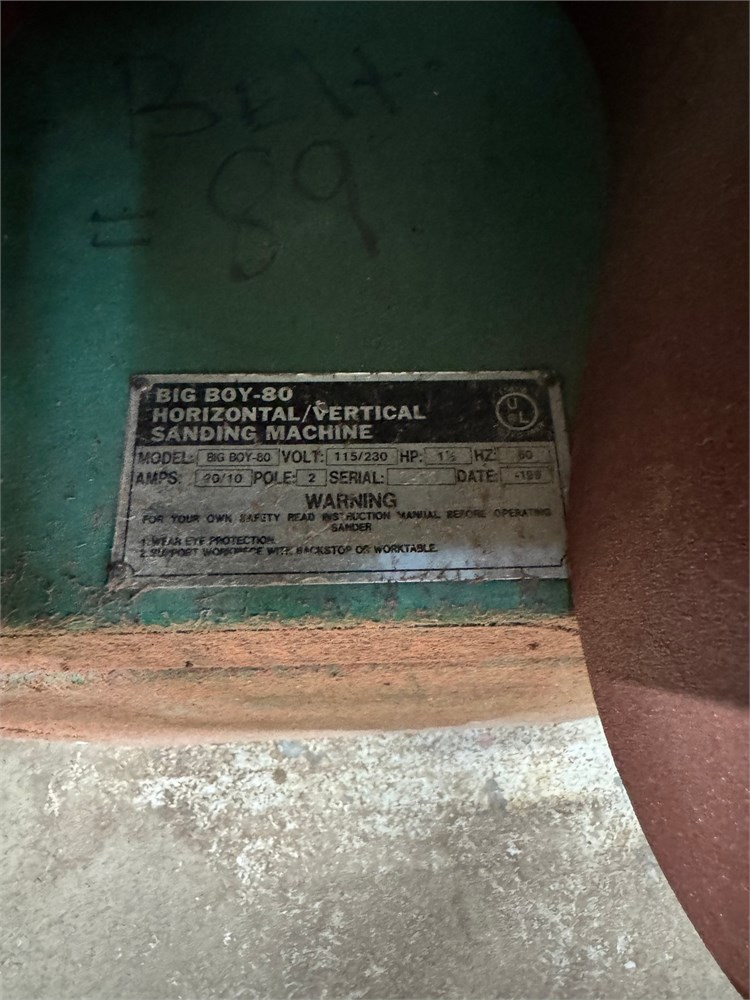 BELT
= 89
BIG BOY-80
HORIZONTAL/VERTICAL
SANDING MACHINE
MODEL: BIG BOY-80 VOLT: 115/230 HP: 1½ HZ: 60
AMPS: 20/10 POLE: 2 SERIAL: DATE: -199
WARNING
FOR YOUR OWN SAFETY READ INSTRUCTION MANUAL BEFORE OPERATING
SANDER
1. WEAR EYE PROTECTION.
2. SUPPORT WORKPIECE WITH BACKSTOP OR WORKTABLE.